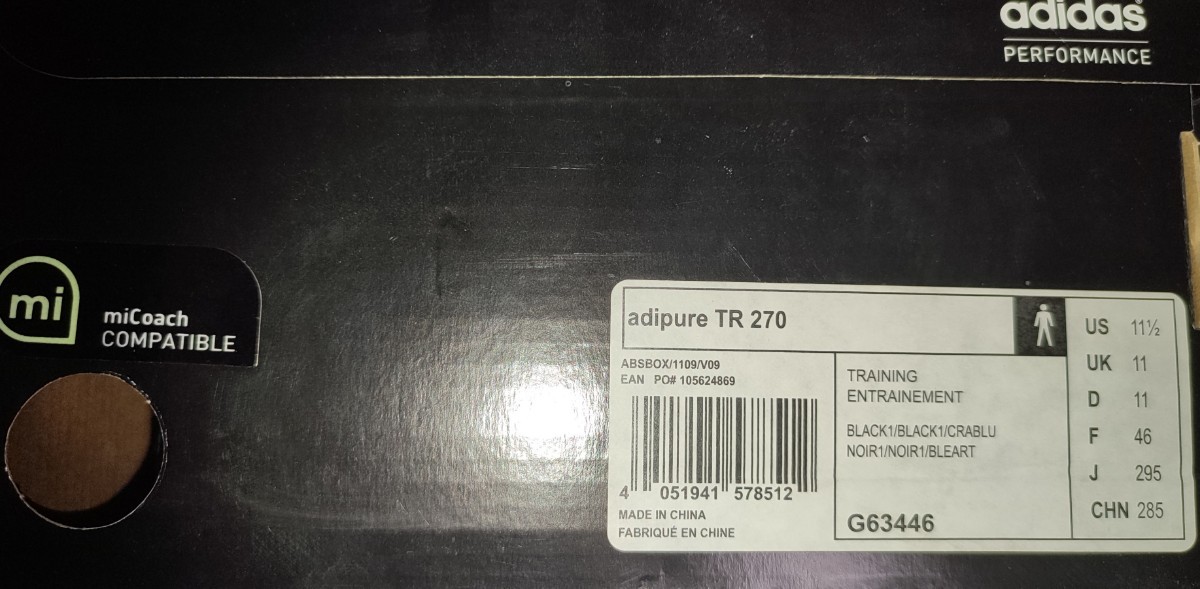 adidas
PERFORMANCE
mi
miCoach
COMPATIBLE
adipure TR 270
ABSBOX/1109/V09
EAN PO# 105624869
4 051941 578512
MADE IN CHINA
FABRIQUÉ EN CHINE
TRAINING
ENTRAINEMENT
BLACK1/BLACK1/CRABLU
NOIR1/NOIR1/BLEART
G63446
US 11½
UK 11
D 11
F 46
J 295
CHN 285